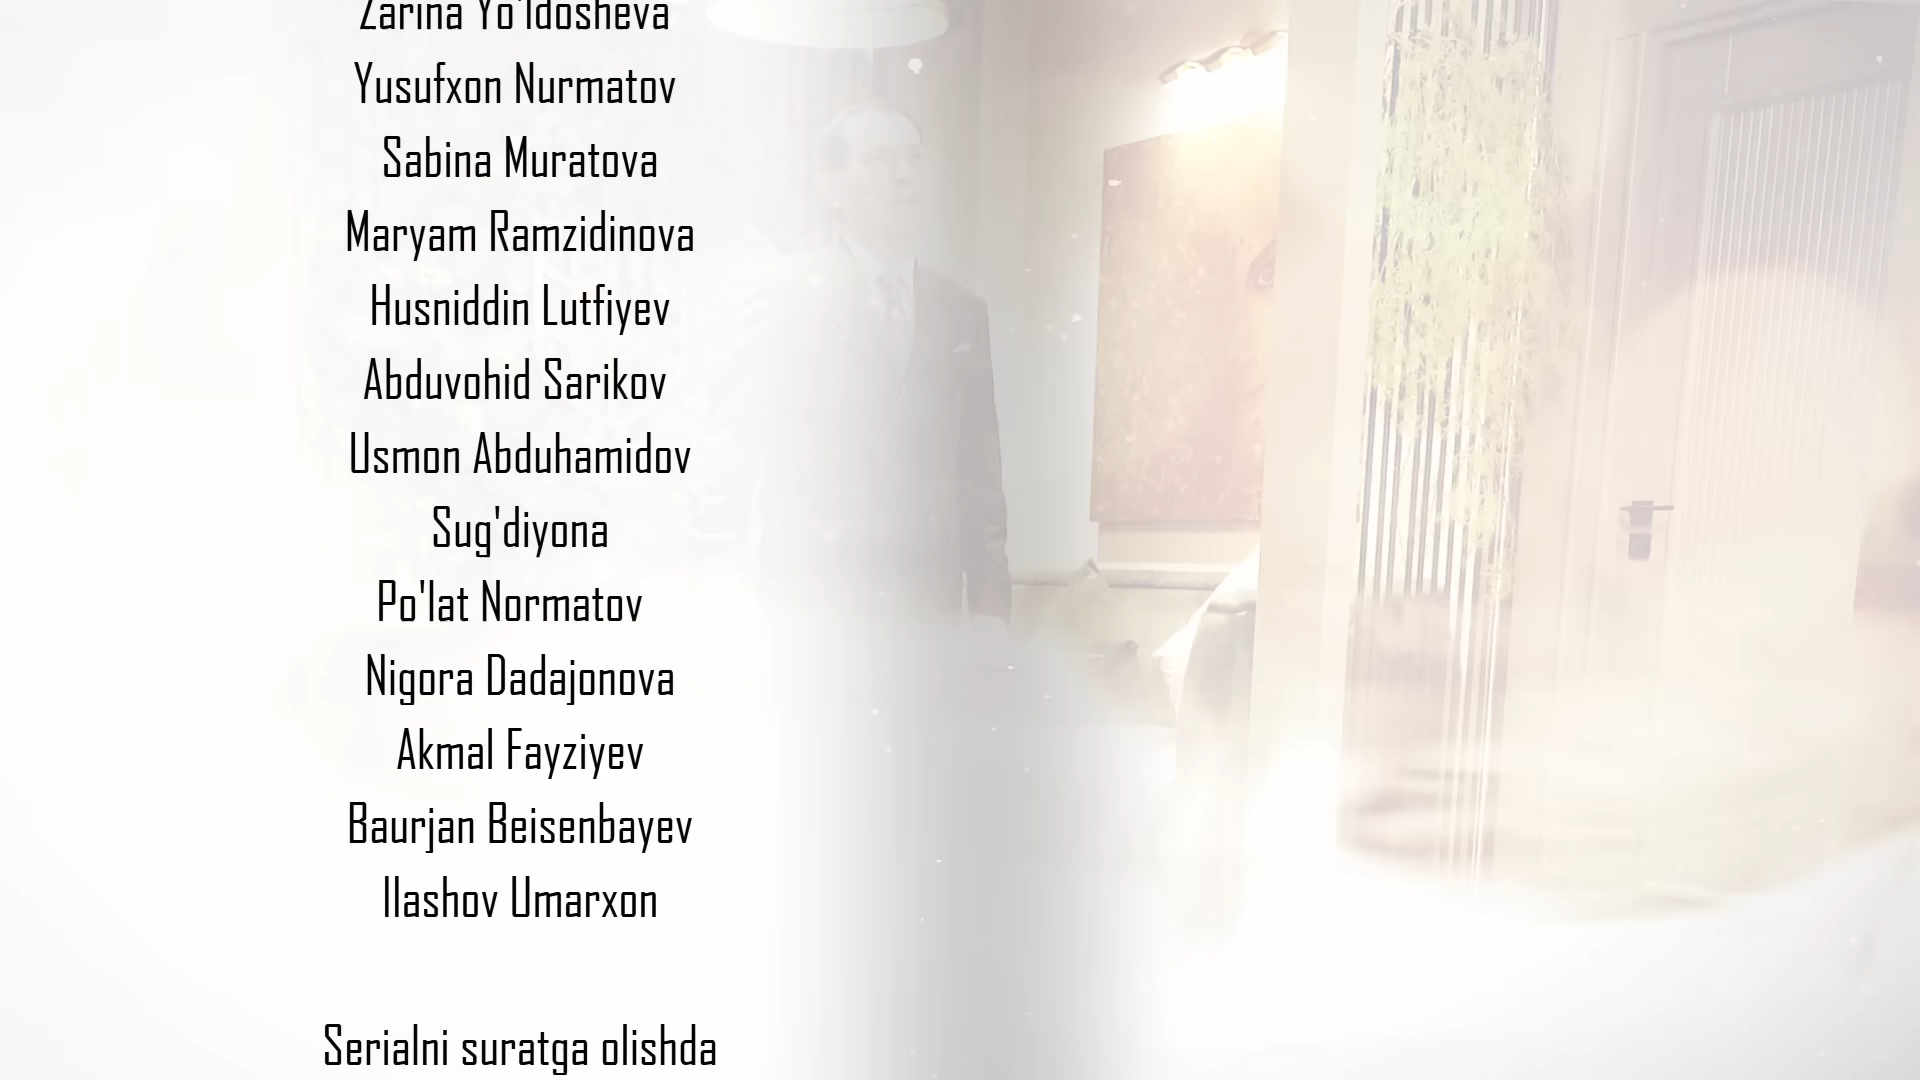 Zarina Yo'ldosheva
Yusufxon Nurmatov
Sabina Muratova
Maryam Ramzidinova
Husniddin Lutfiyev
Abduvohid Sarikov
Usmon Abduhamidov
Sug'diyona
Po'lat Normatov
Nigora Dadajonova
Akmal Fayziyev
Baurjan Beisenbayev
Ilashov Umarxon
Serialni suratga olishda